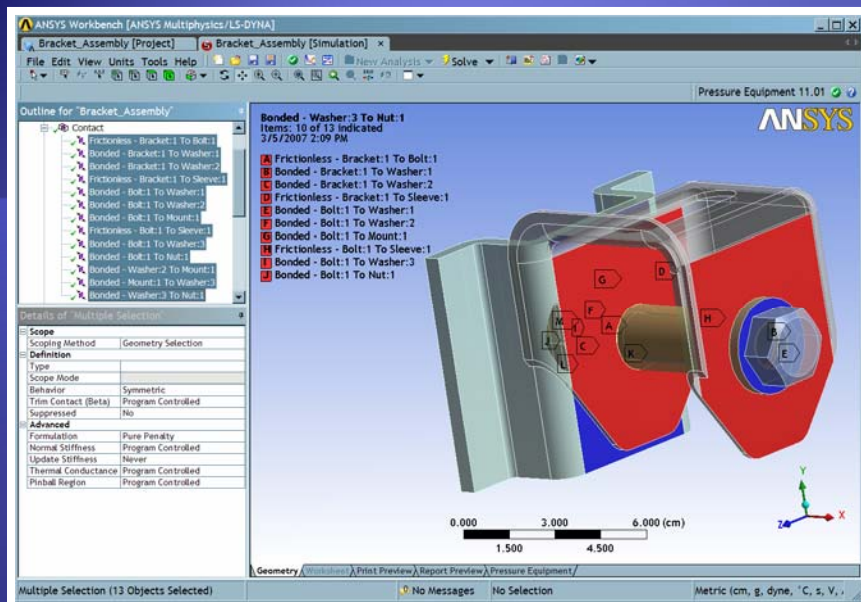 ANSYS Workbench [ANSYS Multiphysics/LS-DYNA]
Bracket_Assembly [Project] Bracket_Assembly [Simulation] ×
File Edit View Units Tools Help New Analysis Solve
Pressure Equipment 11.01
Outline for "Bracket_Assembly"
Contact
Frictionless - Bracket:1 To Bolt:1
Bonded - Bracket:1 To Washer:1
Bonded - Bracket:1 To Washer:2
Frictionless - Bracket:1 To Sleeve:1
Bonded - Bolt:1 To Washer:1
Bonded - Bolt:1 To Washer:2
Bonded - Bolt:1 To Mount:1
Frictionless - Bolt:1 To Sleeve:1
Bonded - Bolt:1 To Washer:3
Bonded - Bolt:1 To Nut:1
Bonded - Washer:2 To Mount:1
Bonded - Mount:1 To Washer:3
Bonded - Washer:3 To Nut:1
Details of "Multiple Selection"
Scope
Scoping Method Geometry Selection
Definition
Type
Scope Mode
Behavior Symmetric
Trim Contact (Beta) Program Controlled
Suppressed No
Advanced
Formulation Pure Penalty
Normal Stiffness Program Controlled
Update Stiffness Never
Thermal Conductance Program Controlled
Pinball Region Program Controlled
Bonded - Washer:3 To Nut:1
Items: 10 of 13 indicated
3/5/2007 2:09 PM
A Frictionless - Bracket:1 To Bolt:1
B Bonded - Bracket:1 To Washer:1
C Bonded - Bracket:1 To Washer:2
D Frictionless - Bracket:1 To Sleeve:1
E Bonded - Bolt:1 To Washer:1
F Bonded - Bolt:1 To Washer:2
G Bonded - Bolt:1 To Mount:1
H Frictionless - Bolt:1 To Sleeve:1
I Bonded - Bolt:1 To Washer:3
J Bonded - Bolt:1 To Nut:1
ANSYS
D
G
F
H
M
I
A
B
J
C
K
E
L
0.000 3.000 6.000 (cm)
1.500 4.500
Y
Z
X
Geometry Worksheet Print Preview Report Preview Pressure Equipment
Multiple Selection (13 Objects Selected) No Messages No Selection Metric (cm, g, dyne, °C, s, V,